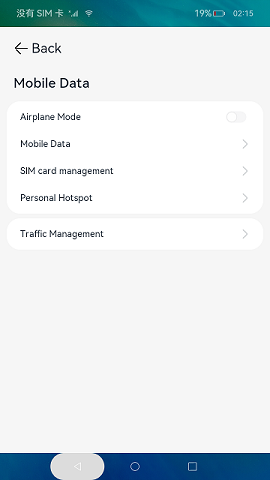 没有 SIM 卡 19% 02:15
Back
Mobile Data
Airplane Mode
Mobile Data
SIM card management
Personal Hotspot
Traffic Management